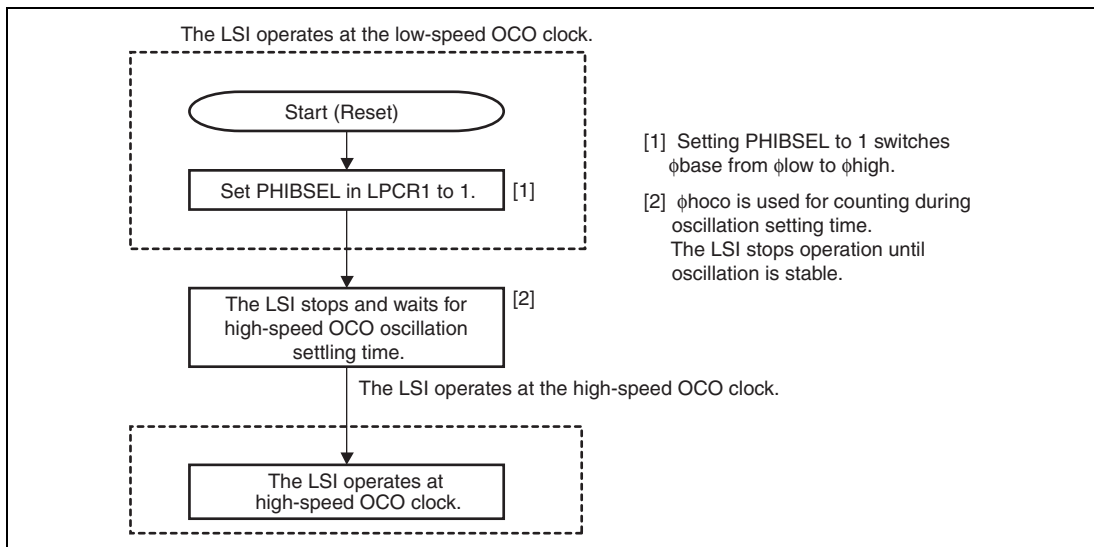 The LSI operates at the low-speed OCO clock.
Start (Reset)
Set PHIBSEL in LPCR1 to 1.
[1]
[1] Setting PHIBSEL to 1 switches
φbase from φlow to φhigh.
[2] φhoco is used for counting during
oscillation setting time.
The LSI stops operation until
oscillation is stable.
The LSI stops and waits for
high-speed OCO oscillation
settling time.
[2]
The LSI operates at the high-speed OCO clock.
The LSI operates at
high-speed OCO clock.